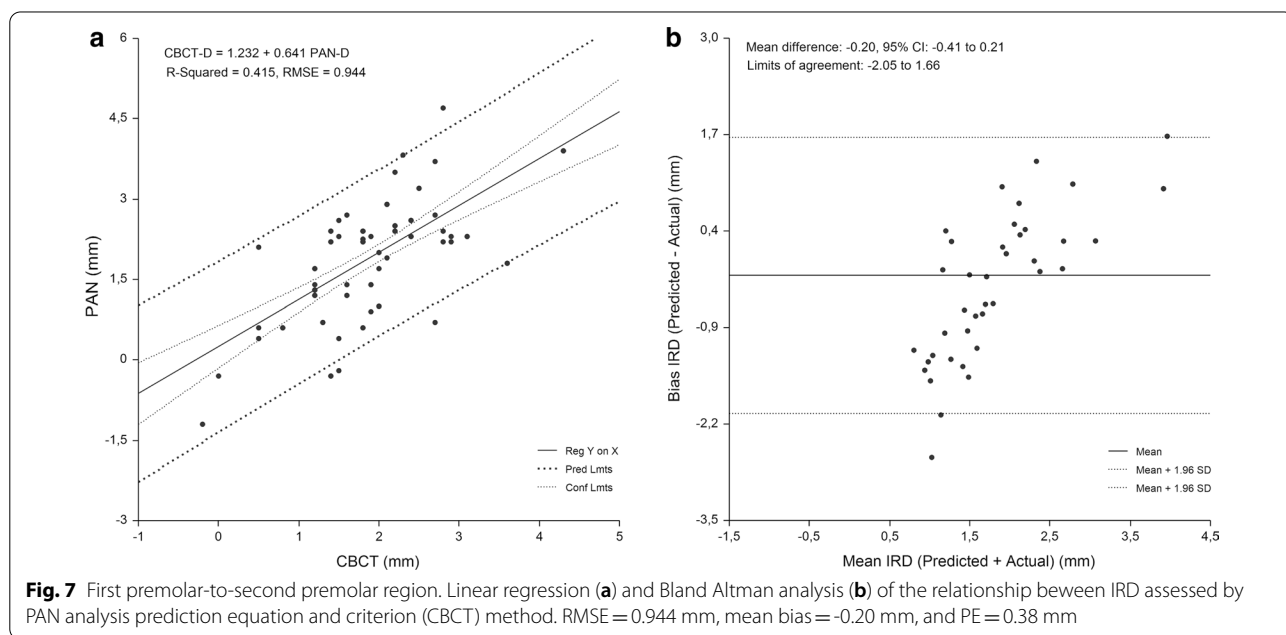 a
CBCT-D = 1.232 + 0.641 PAN-D
R-Squared = 0.415, RMSE = 0.944
PAN (mm)
6
4,5
3
1,5
0
-1,5
-3
-1
0
1
2
3
4
5
CBCT (mm)
Reg Y on X
Pred Lmts
Conf Lmts
b
Mean difference: -0.20, 95% CI: -0.41 to 0.21
Limits of agreement: -2.05 to 1.66
Bias IRD (Predicted - Actual) (mm)
3,0
1,7
0,4
-0,9
-2,2
-3,5
-1,5
-0,5
0,5
1,5
2,5
3,5
4,5
Mean IRD (Predicted + Actual) (mm)
Mean
Mean + 1.96 SD
Mean + 1.96 SD
Fig. 7 First premolar-to-second premolar region. Linear regression (a) and Bland Altman analysis (b) of the relationship beween IRD assessed by
PAN analysis prediction equation and criterion (CBCT) method. RMSE = 0.944 mm, mean bias = -0.20 mm, and PE = 0.38 mm